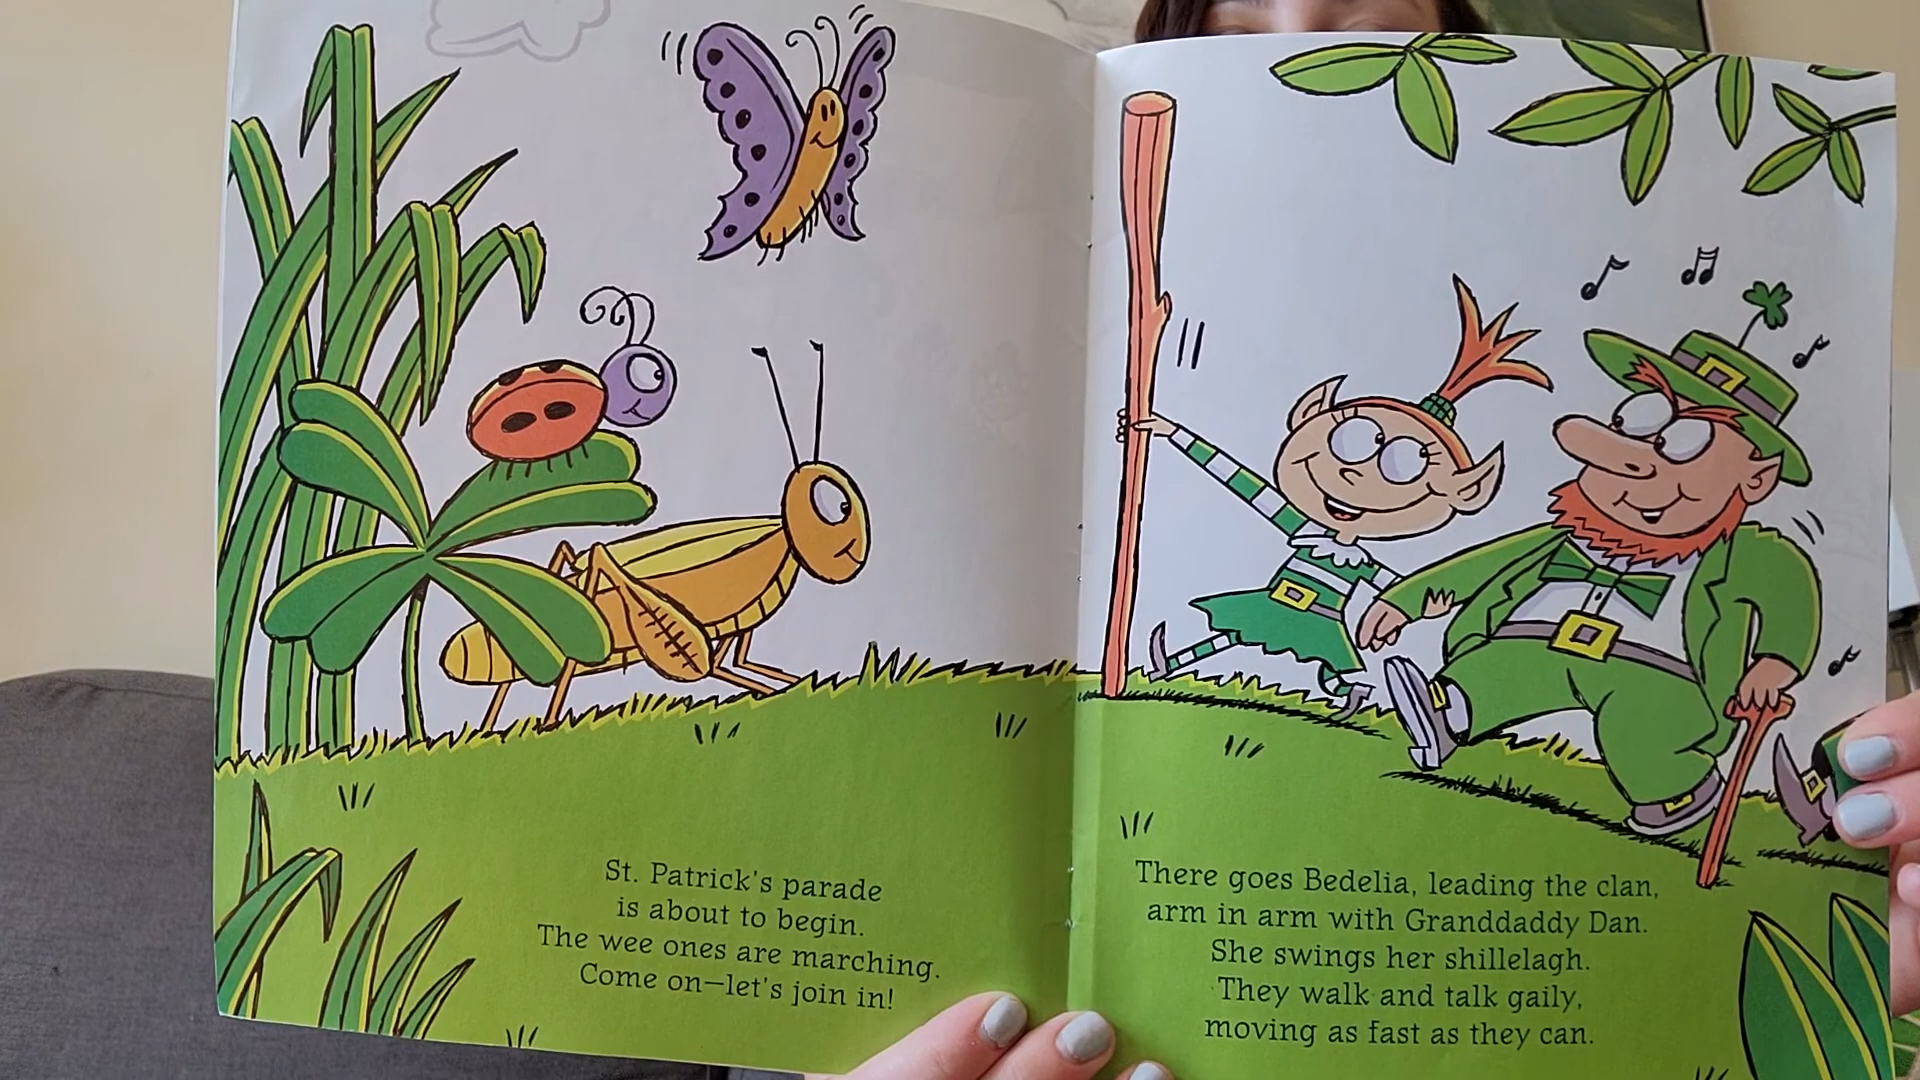 St. Patrick's parade
is about to begin.
The wee ones are marching.
Come on—let's join in!
There goes Bedelia, leading the clan,
arm in arm with Granddaddy Dan.
She swings her shillelagh.
They walk and talk gaily,
moving as fast as they can.